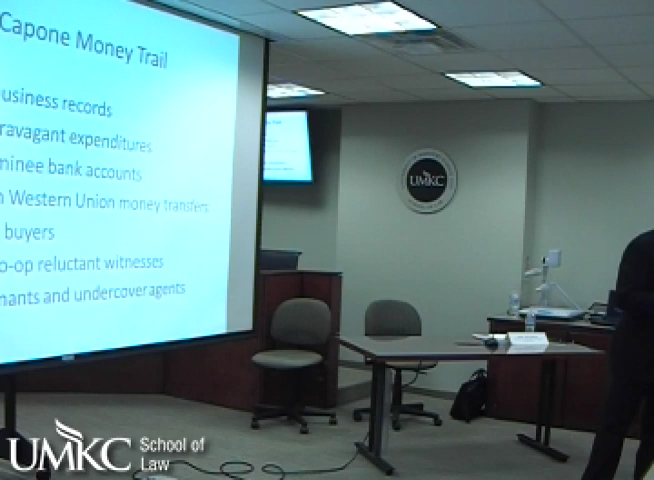 Capone Money Trail
usiness records
ravagant expenditures
minee bank accounts
n Western Union money transfers
buyers
o-op reluctant witnesses
mants and undercover agents
UMKC
UMKC School of
Law